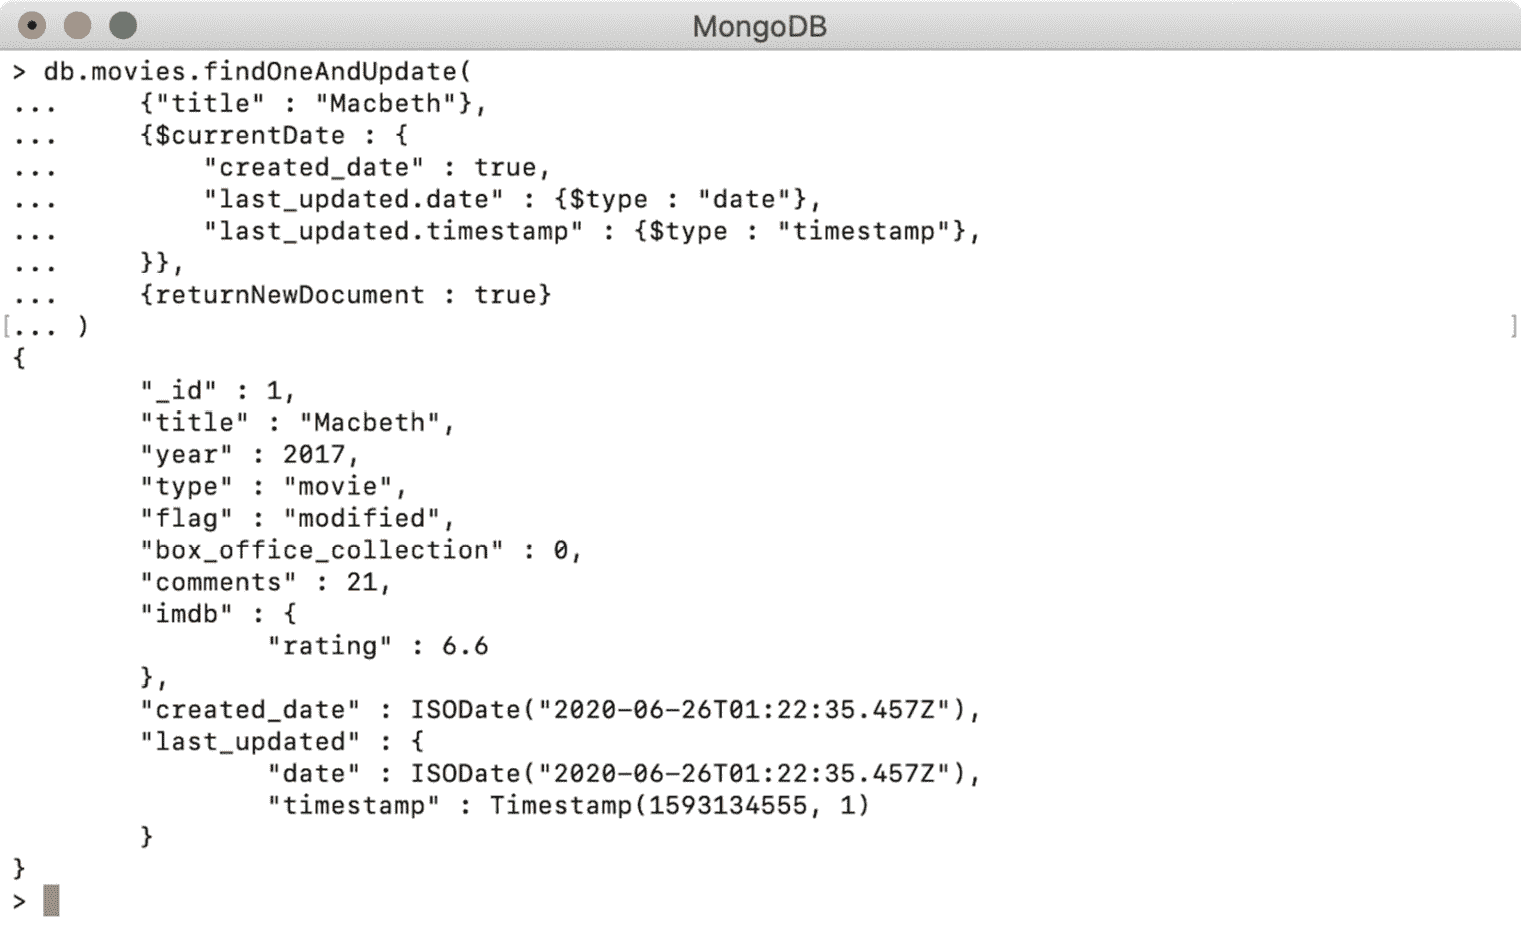 MongoDB
> db.movies.findOneAndUpdate(
...     {"title" : "Macbeth"},
...     {$currentDate : {
...         "created_date" : true,
...         "last_updated.date" : {$type : "date"},
...         "last_updated.timestamp" : {$type : "timestamp"},
...     }},
...     {returnNewDocument : true}
[... )                                                                                         ]
{
        "_id" : 1,
        "title" : "Macbeth",
        "year" : 2017,
        "type" : "movie",
        "flag" : "modified",
        "box_office_collection" : 0,
        "comments" : 21,
        "imdb" : {
                "rating" : 6.6
        },
        "created_date" : ISODate("2020-06-26T01:22:35.457Z"),
        "last_updated" : {
                "date" : ISODate("2020-06-26T01:22:35.457Z"),
                "timestamp" : Timestamp(1593134555, 1)
        }
}
>